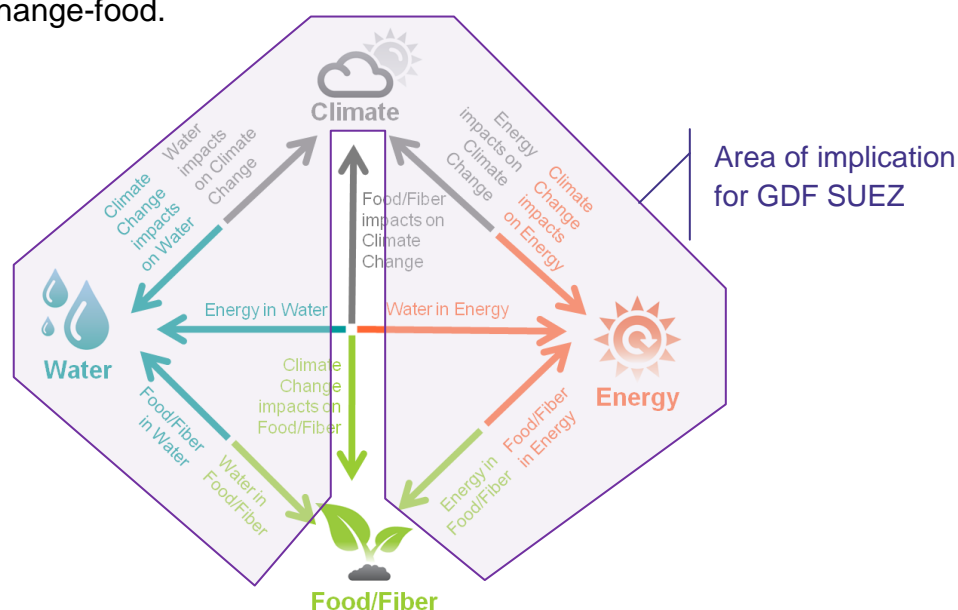 hange-food.
Climate
Water
impacts
on Climate
Change
Climate
Change
impacts
on Water
Energy
impacts on
Climate
Change
Climate
Change
impacts
on Energy
Area of implication
for GDF SUEZ
Food/Fiber
impacts on
Climate
Change
Energy in Water
Water in Energy
Water
Energy
Climate
Change
impacts on
Food/Fiber
Food/Fiber
in Water
Water in
Food/Fiber
Food/Fiber
in Energy
Energy in
Food/Fiber
Food/Fiber